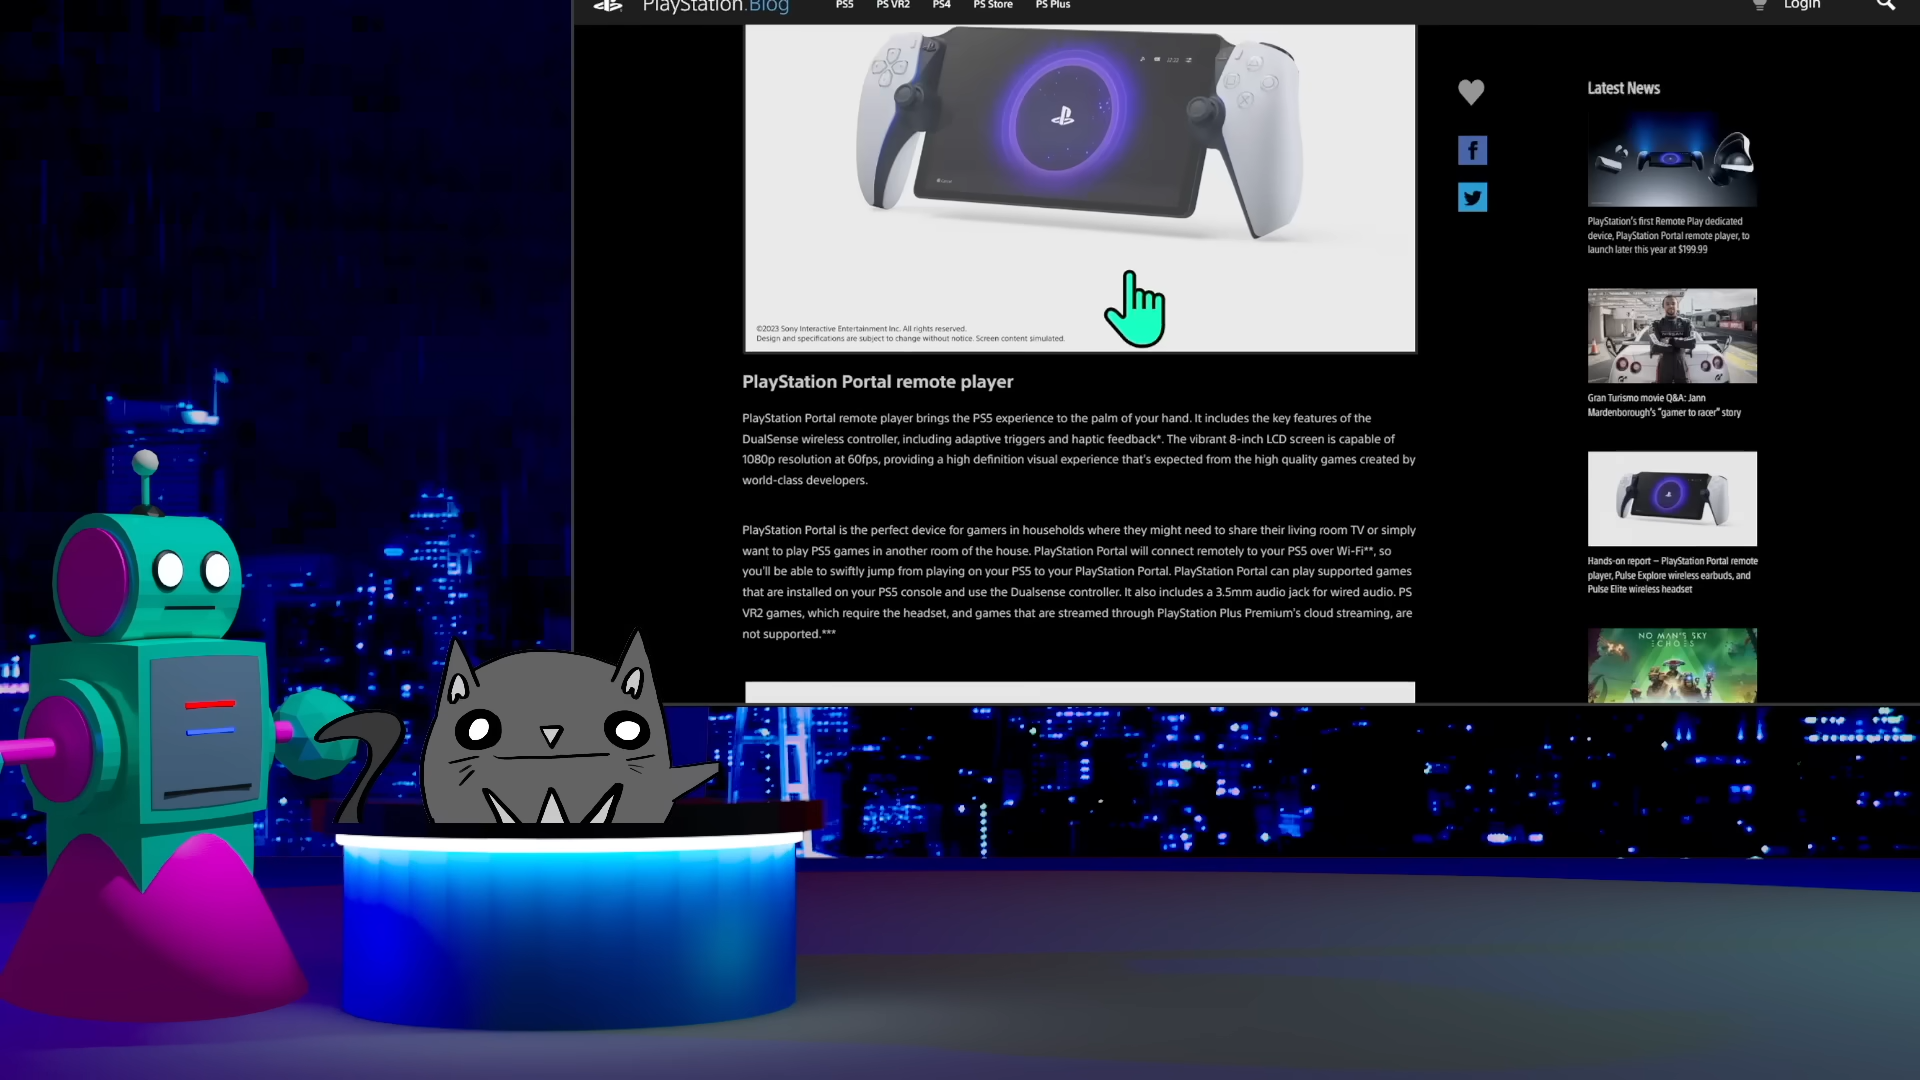 PlayStation.Blog
PS5
PS VR2
PS4
PS Store
PS Plus
Login
©2023 Sony Interactive Entertainment Inc. All rights reserved.
Design and specifications are subject to change without notice. Screen content simulated.
PlayStation Portal remote player
PlayStation Portal remote player brings the PS5 experience to the palm of your hand. It includes the key features of the
DualSense wireless controller, including adaptive triggers and haptic feedback*. The vibrant 8-inch LCD screen is capable of
1080p resolution at 60fps, providing a high definition visual experience that's expected from the high quality games created by
world-class developers.
PlayStation Portal is the perfect device for gamers in households where they might need to share their living room TV or simply
want to play PS5 games in another room of the house. PlayStation Portal will connect remotely to your PS5 over Wi-Fi**, so
you'll be able to swiftly jump from playing on your PS5 to your PlayStation Portal. PlayStation Portal can play supported games
that are installed on your PS5 console and use the Dualsense controller. It also includes a 3.5mm audio jack for wired audio. PS
VR2 games, which require the headset, and games that are streamed through PlayStation Plus Premium's cloud streaming, are
not supported.***
Latest News
PlayStation's first Remote Play dedicated
device, PlayStation Portal remote player, to
launch later this year at $199.99
Gran Turismo movie Q&A: Jann
Mardenborough's "gamer to racer" story
Hands-on report – PlayStation Portal remote
player, Pulse Explore wireless earbuds, and
Pulse Elite wireless headset
NO MAN'S SKY
ECHOES